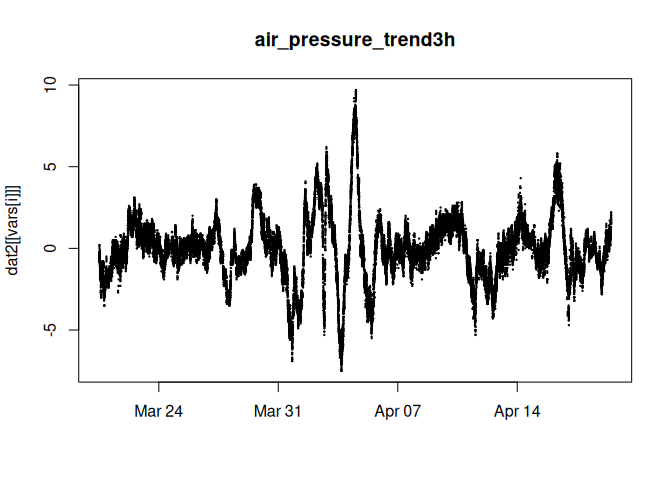 air_pressure_trend3h
dat2[[vars[i]]]
10
5
0
-5
Mar 24
Mar 31
Apr 07
Apr 14